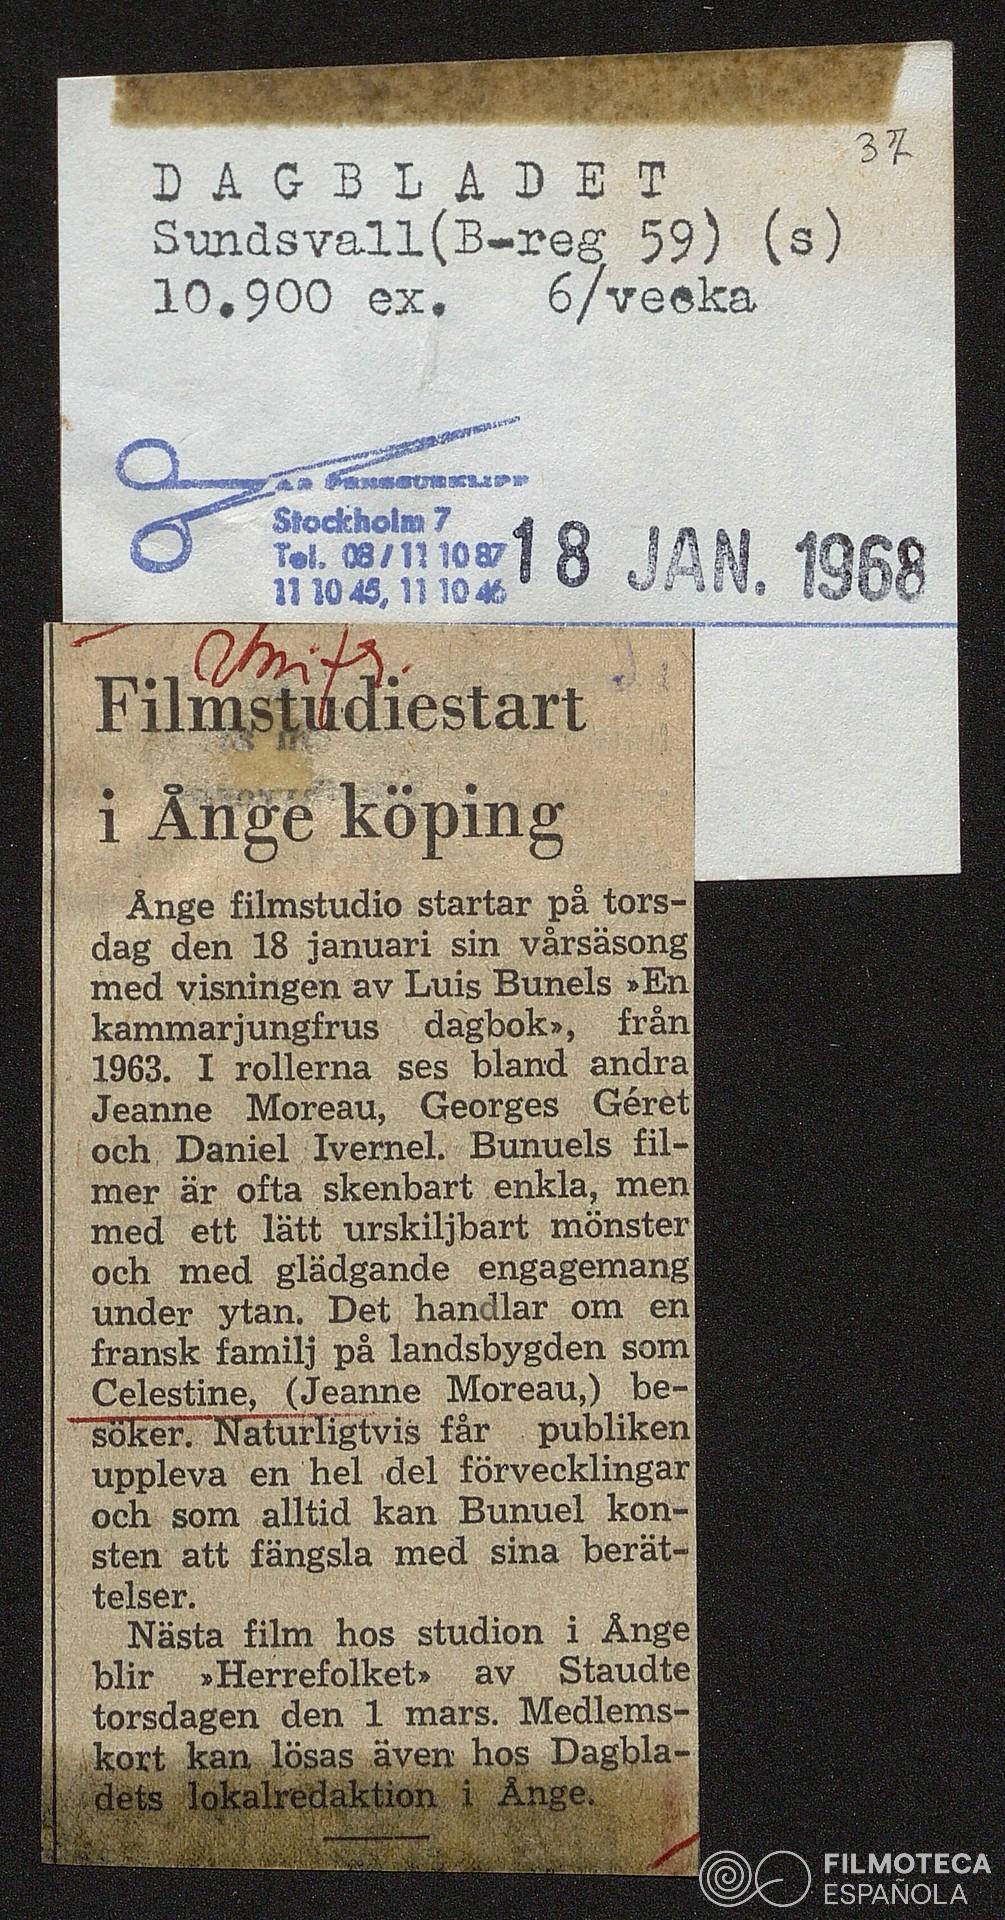 37
DAGBLADET
Sundsvall(B-reg 59) (s)
10.900 ex. 6/vecka
AB PRESSURKLIPP
Stockholm 7
Tel. 08/11 10 87
11 10 45, 11 10 46
18 JAN. 1968
Filmstudiestart
i Ånge köping
Ånge filmstudio startar på tors-
dag den 18 januari sin vårsäsong
med visningen av Luis Bunels »En
kammarjungfrus dagbok», från
1963. I rollerna ses bland andra
Jeanne Moreau, Georges Géret
och Daniel Ivernel. Bunuels fil-
mer är ofta skenbart enkla, men
med ett lätt urskiljbart mönster
och med glädgande engagemang
under ytan. Det handlar om en
fransk familj på landsbygden som
Celestine, (Jeanne Moreau,) be-
söker. Naturligtvis får publiken
uppleva en hel del förvecklingar
och som alltid kan Bunuel kon-
sten att fängsla med sina berät-
telser.
Nästa film hos studion i Ånge
blir »Herrefolket» av Staudte
torsdagen den 1 mars. Medlems-
kort kan lösas även hos Dagbla-
dets lokalredaktion i Ånge.
FILMOTECA
ESPAÑOLA